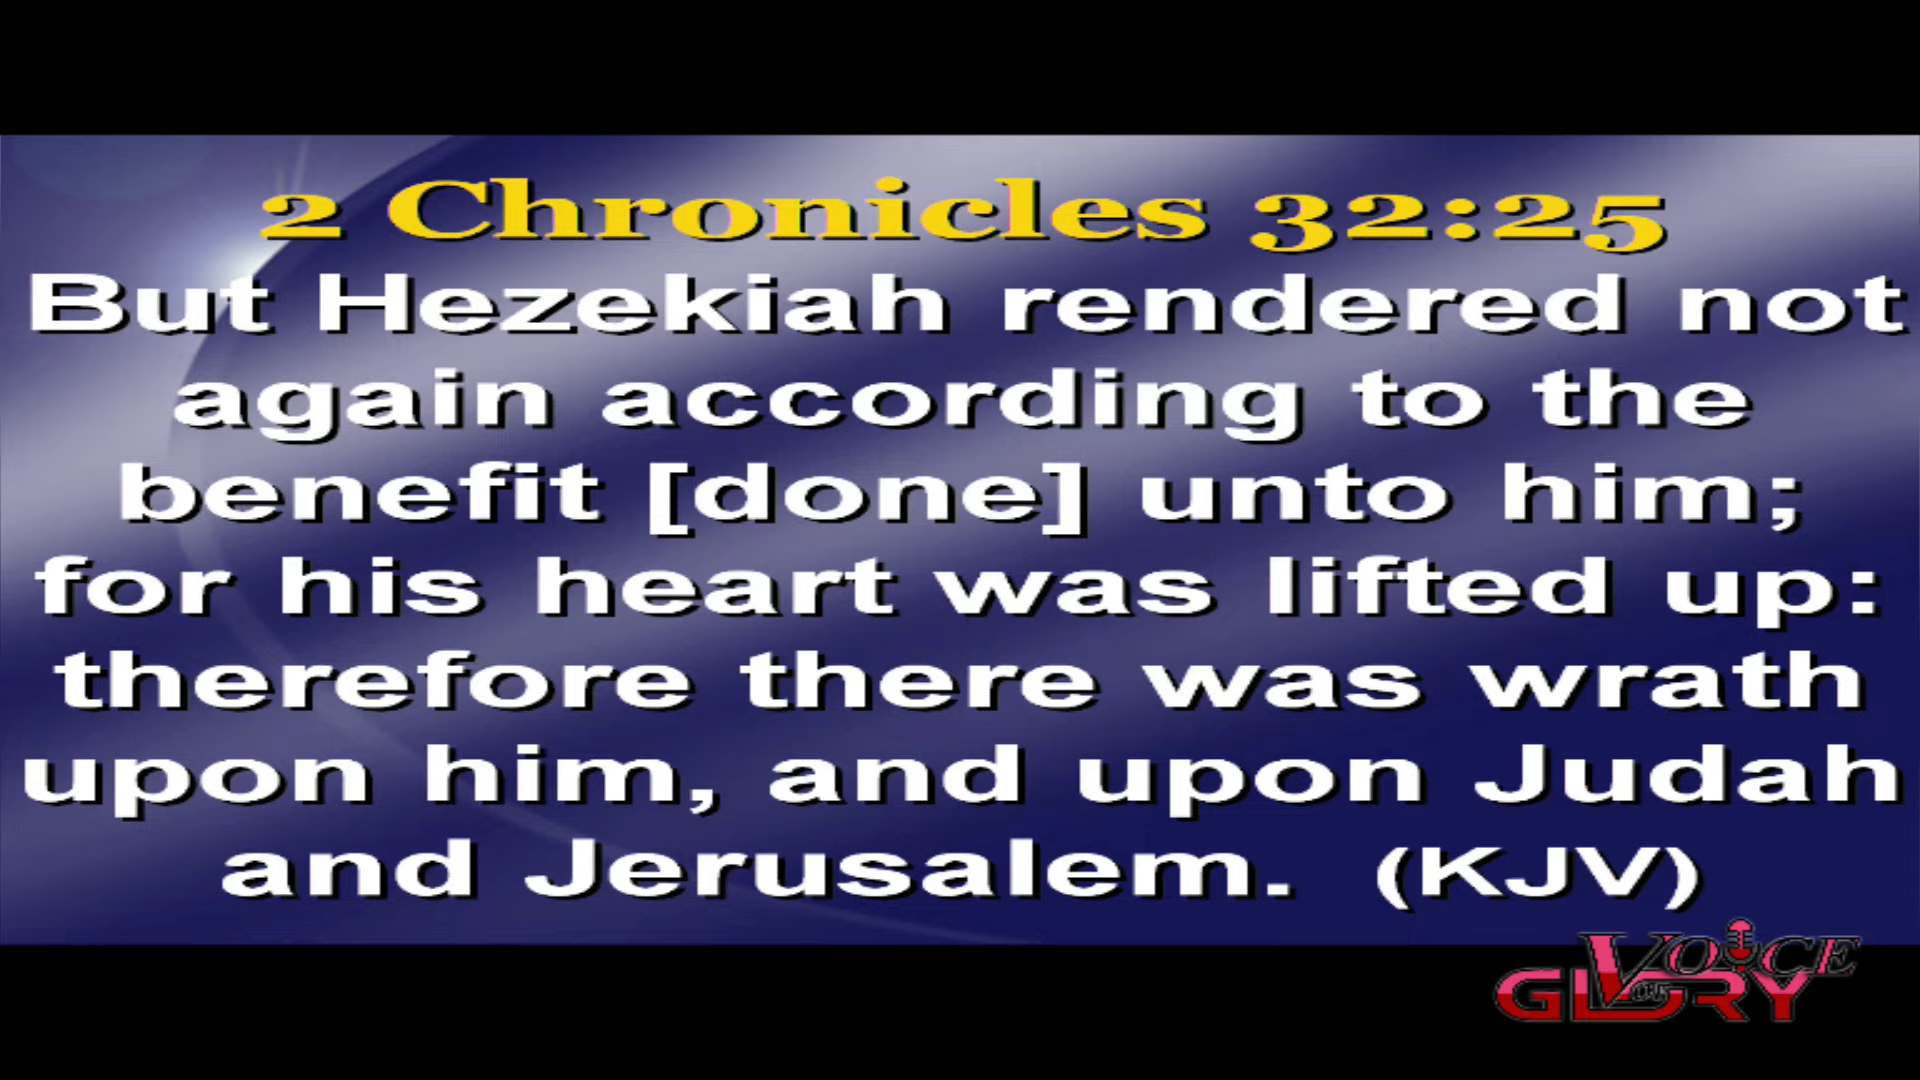 2 Chronicles 32:25
But Hezekiah rendered not
again according to the
benefit [done] unto him;
for his heart was lifted up:
therefore there was wrath
upon him, and upon Judah
and Jerusalem. (KJV)
VOICE
OF
GLORY